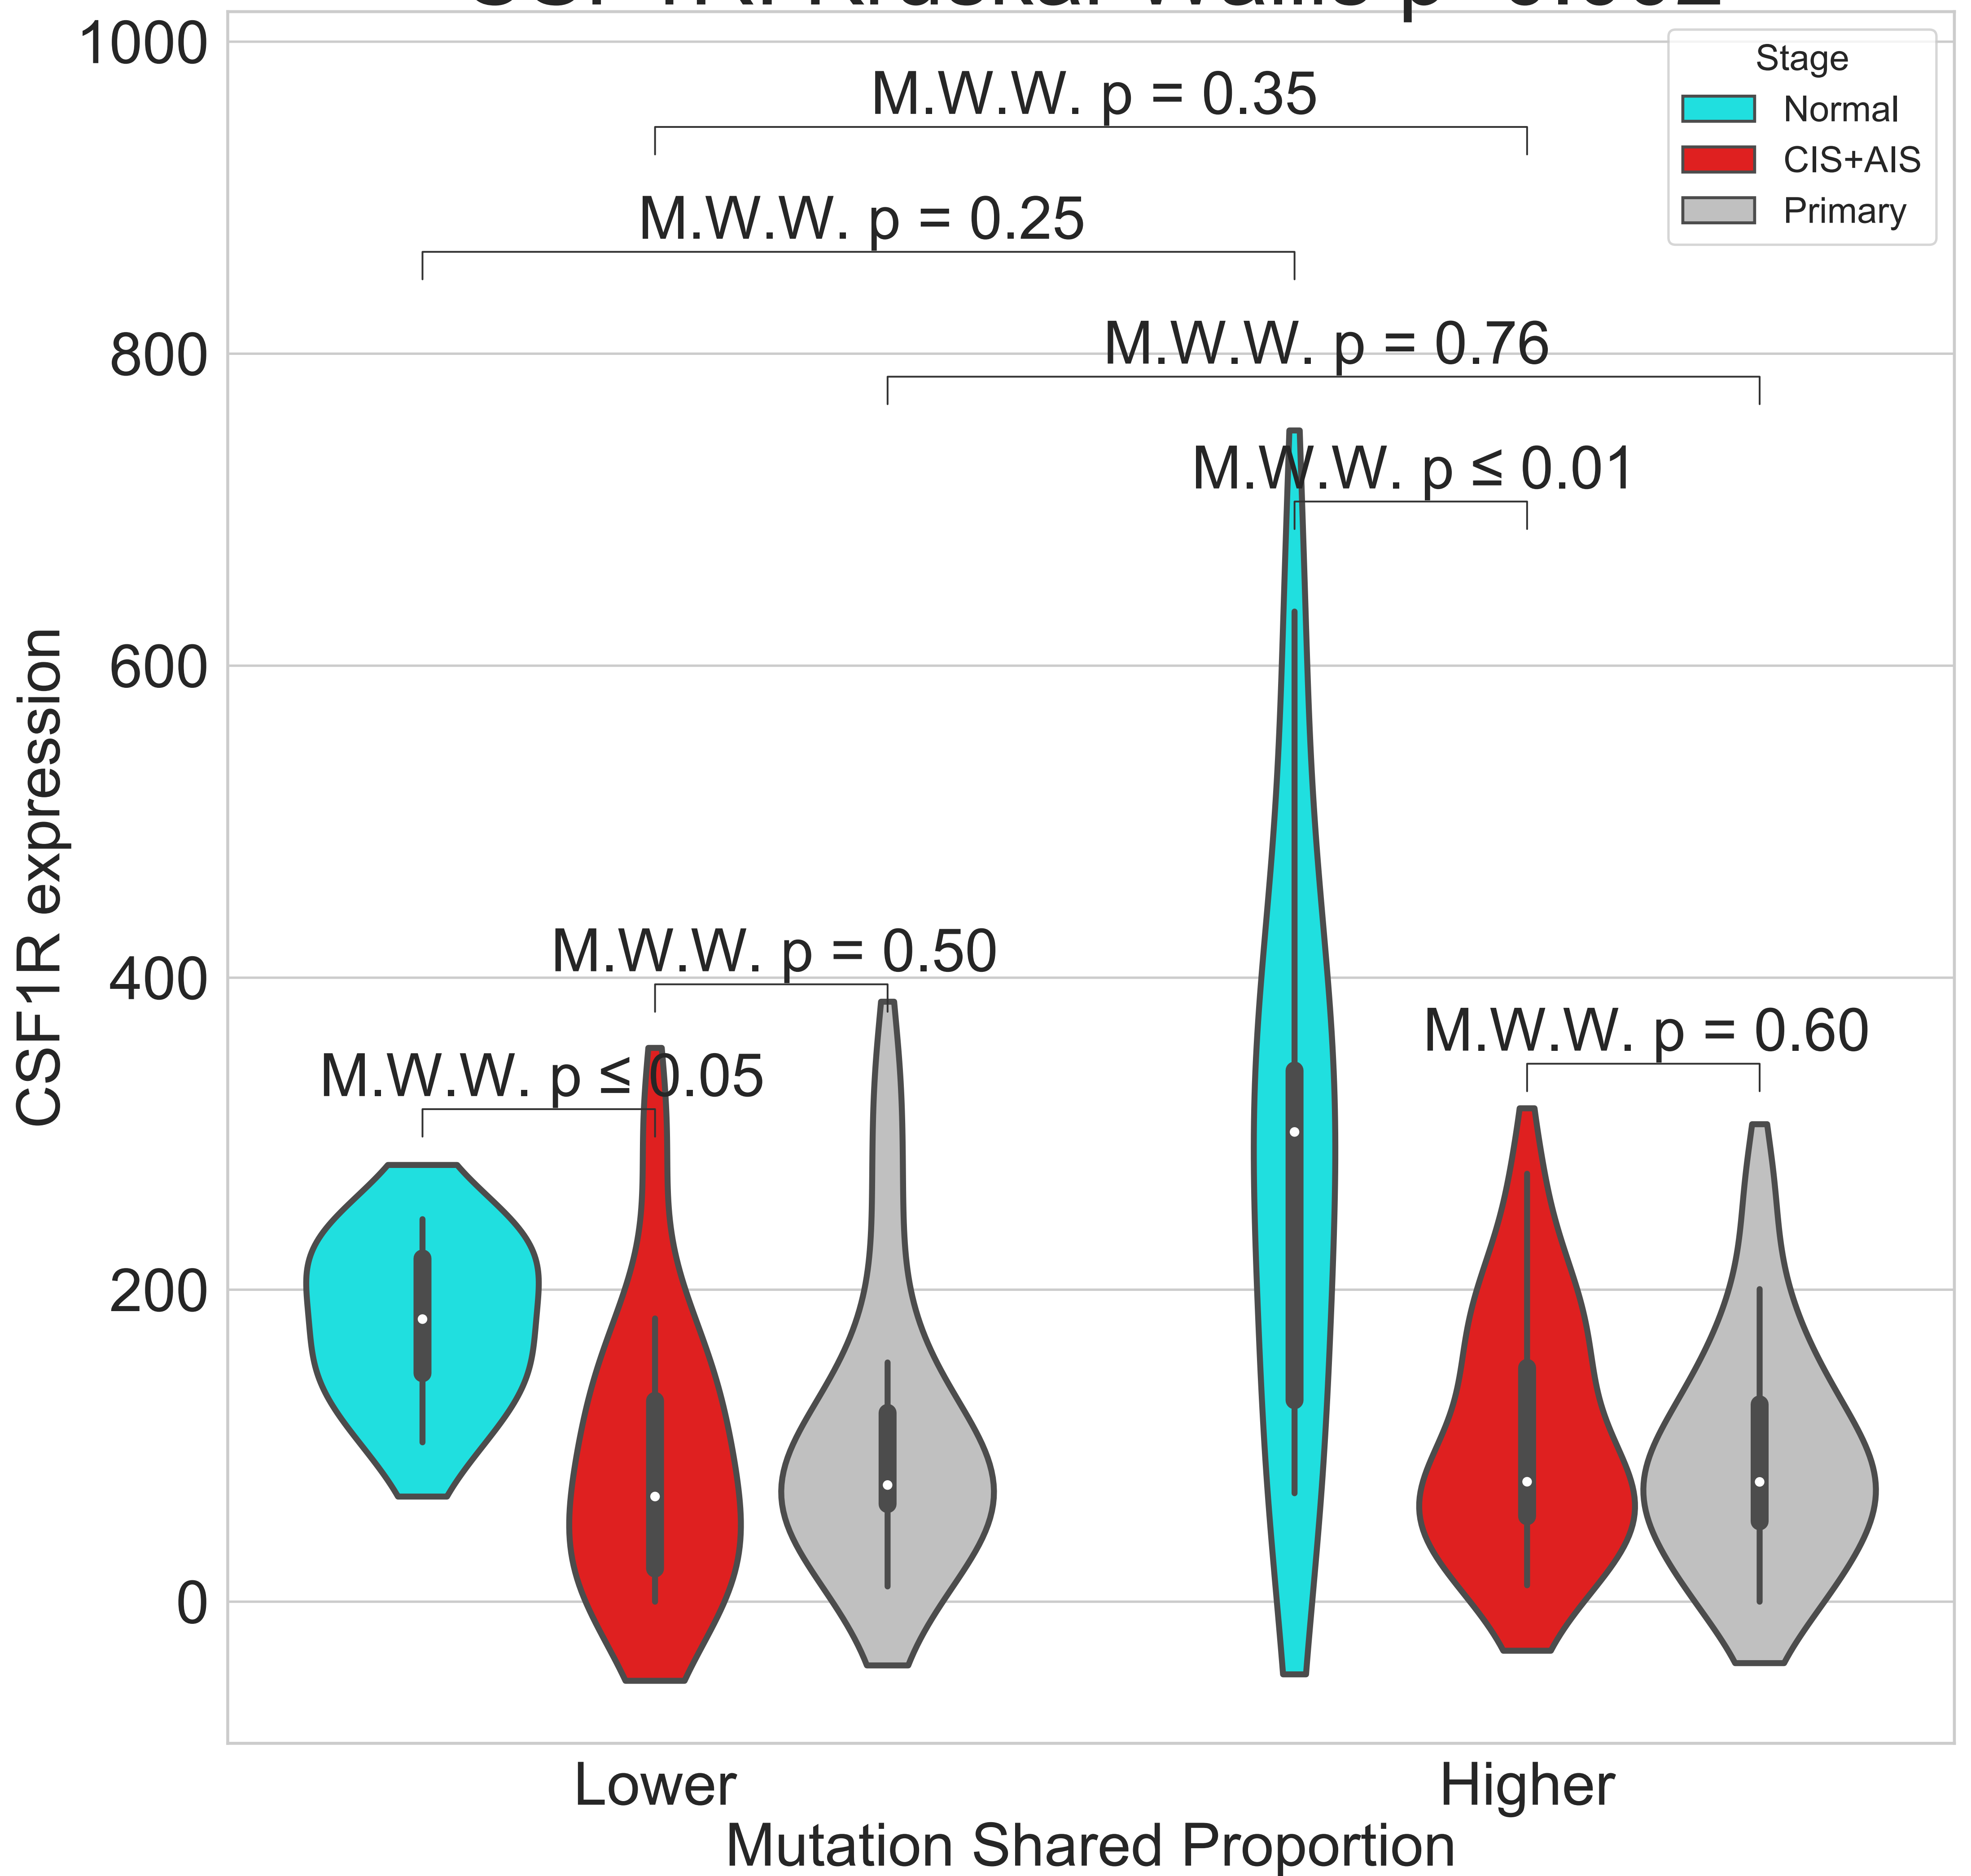 1000
800
600
400
200
0
CSF1R expression
M.W.W. p = 0.35
M.W.W. p = 0.25
M.W.W. p = 0.76
M.W.W. p ≤ 0.01
M.W.W. p = 0.50
M.W.W. p = 0.60
M.W.W. p ≤ 0.05
Stage
Normal
CIS+AIS
Primary
Lower
Higher
Mutation Shared Proportion